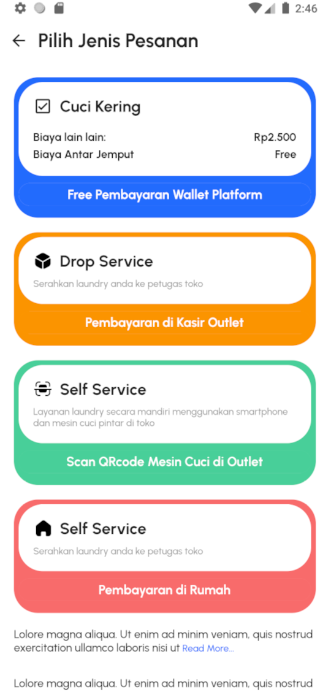 2:46
Pilih Jenis Pesanan
Cuci Kering
Biaya lain lain: Rp2.500
Biaya Antar Jemput Free
Free Pembayaran Wallet Platform
Drop Service
Serahkan laundry anda ke petugas toko
Pembayaran di Kasir Outlet
Self Service
Layanan laundry secara mandiri menggunakan smartphone
dan mesin cuci pintar di toko
Scan QRcode Mesin Cuci di Outlet
Self Service
Serahkan laundry anda ke petugas toko
Pembayaran di Rumah
Lolore magna aliqua. Ut enim ad minim veniam, quis nostrud
exercitation ullamco laboris nisi ut Read More...
Lolore magna aliqua. Ut enim ad minim veniam, quis nostrud